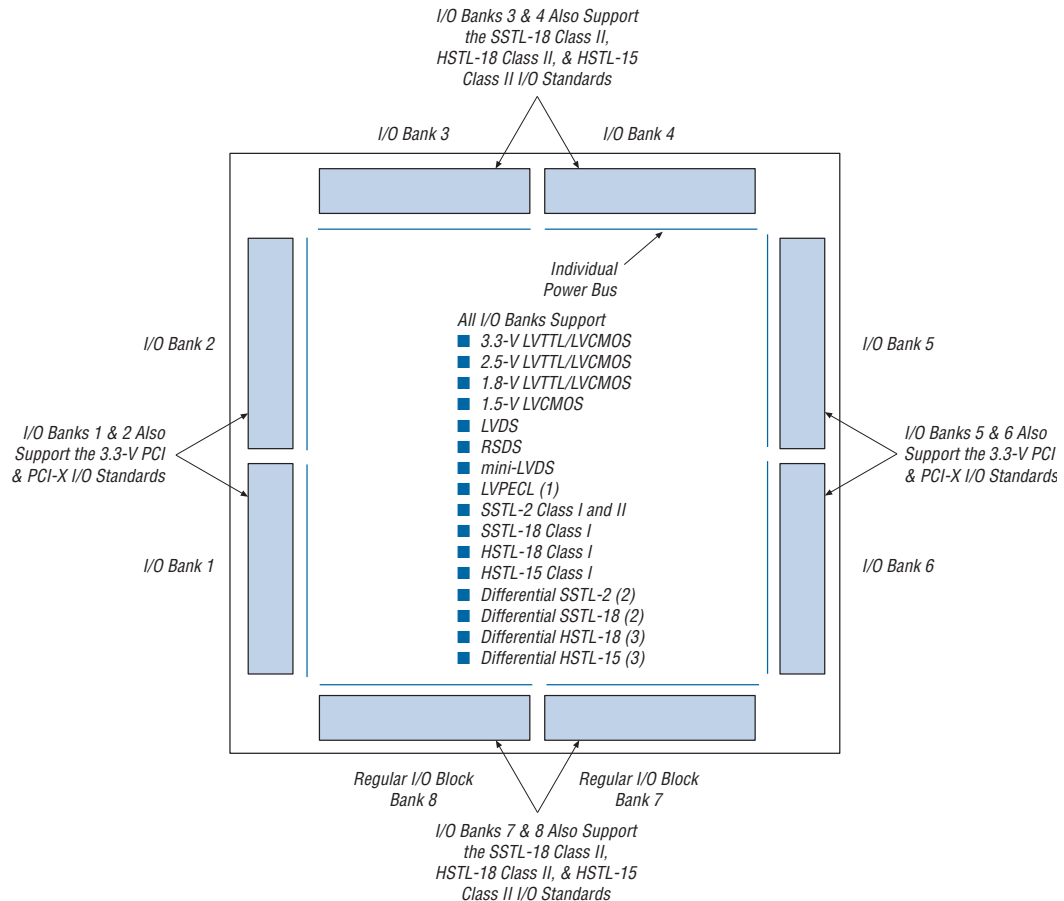 I/O Banks 3 & 4 Also Support
the SSTL-18 Class II,
HSTL-18 Class II, & HSTL-15
Class II I/O Standards
I/O Bank 3
I/O Bank 4
Individual
Power Bus
All I/O Banks Support
3.3-V LVTTL/LVCMOS
2.5-V LVTTL/LVCMOS
1.8-V LVTTL/LVCMOS
1.5-V LVCMOS
LVDS
RSDS
mini-LVDS
LVPECL (1)
SSTL-2 Class I and II
SSTL-18 Class I
HSTL-18 Class I
HSTL-15 Class I
Differential SSTL-2 (2)
Differential SSTL-18 (2)
Differential HSTL-18 (3)
Differential HSTL-15 (3)
I/O Bank 2
I/O Banks 1 & 2 Also
Support the 3.3-V PCI
& PCI-X I/O Standards
I/O Bank 1
I/O Bank 5
I/O Banks 5 & 6 Also
Support the 3.3-V PCI
& PCI-X I/O Standards
I/O Bank 6
Regular I/O Block
Bank 8
Regular I/O Block
Bank 7
I/O Banks 7 & 8 Also Support
the SSTL-18 Class II,
HSTL-18 Class II, & HSTL-15
Class II I/O Standards